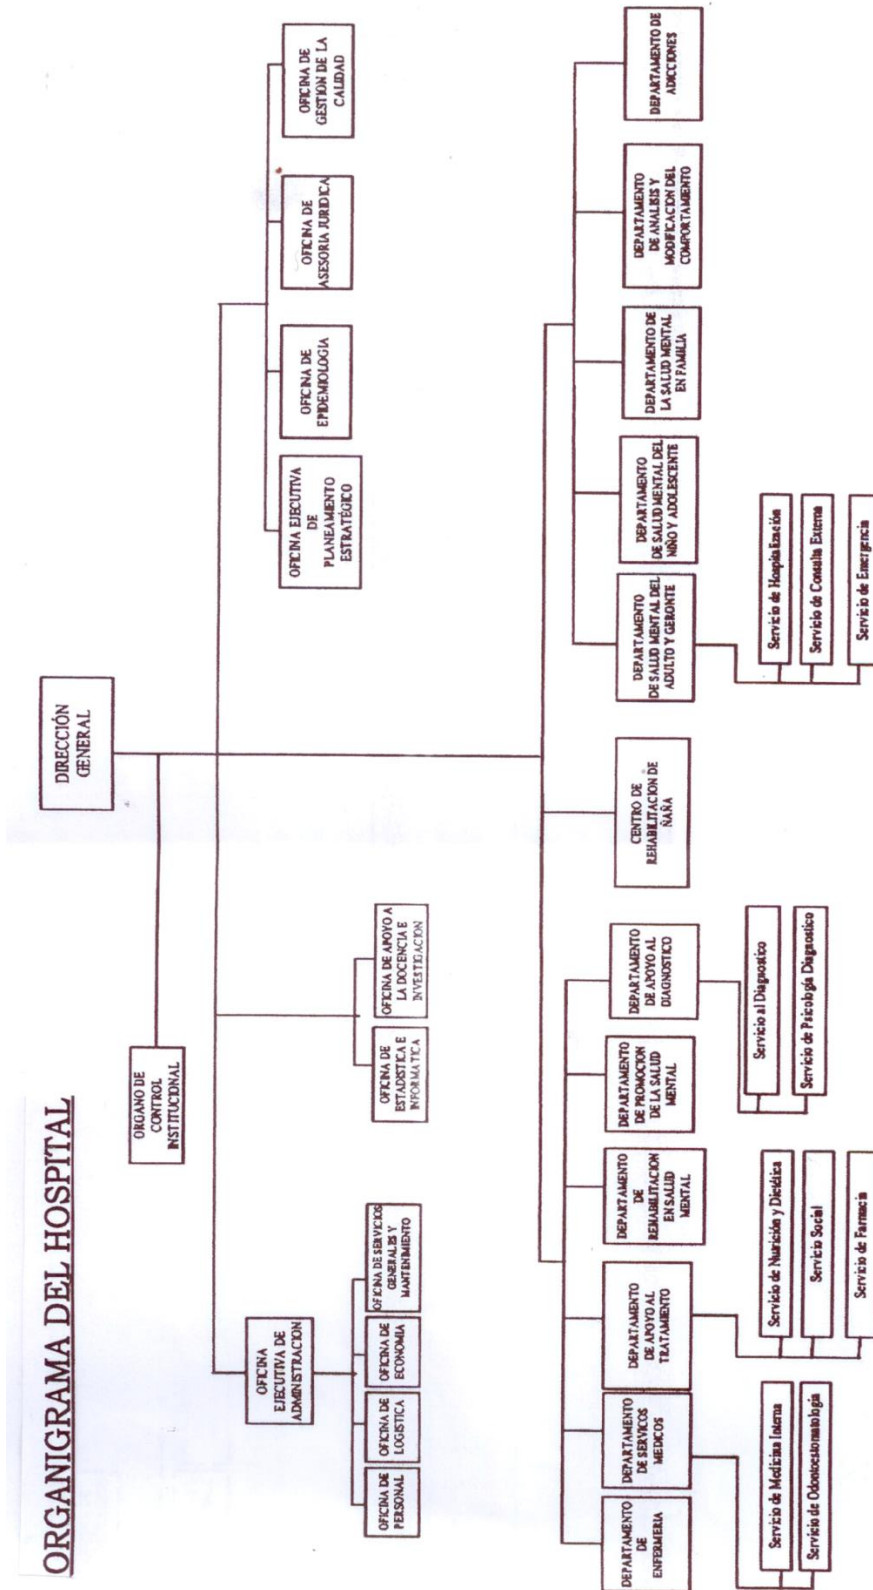 ORGANIGRAMA DEL HOSPITAL
DIRECCIÓN
GENERAL
ORGANO DE
CONTROL
INSTITUCIONAL
OFICINA
EJECUTIVA DE
ADMINISTRACION
OFICINA DE
PERSONAL
OFICINA DE
LOGISTICA
OFICINA DE
ECONOMIA
OFICINA DE SERVICIOS
GENERALES Y
MANTENIMIENTO
OFICINA DE
ESTADISTICA E
INFORMATICA
OFICINA DE APOYO A
LA DOCENCIA E
INVESTIGACION
OFICINA EJECUTIVA
DE
PLANEAMIENTO
ESTRATÉGICO
OFICINA DE
EPIDEMIOLOGIA
OFICINA DE
ASESORIA JURIDICA
OFICINA DE
GESTION DE LA
CALIDAD
DEPARTAMENTO
DE
ENFERMERIA
DEPARTAMENTO
DE SERVICOS
MEDICOS
DEPARTAMENTO
DE APOYO AL
TRATAMIENTO
DEPARTAMENTO
DE
REHABILITACION
EN SALUD
MENTAL
DEPARTAMENTO
DE PROMOCION
DE LA SALUD
MENTAL
DEPARTAMENTO
DE APOYO AL
DIAGNOSTICO
CENTRO DE
REHABILITACION DE
ÑAÑA
DEPARTAMENTO
DE SALUD MENTAL DEL
ADULTO Y GERONTE
DEPARTAMENTO
DE SALUD MENTAL DEL
NIÑO Y ADOLESCENTE
DEPARTAMENTO DE
LA SALUD MENTAL
EN FAMILIA
DEPARTAMENTO
DE ANALISIS Y
MODIFICACION DEL
COMPORTAMIENTO
DEPARTAMENTO DE
ADICCIONES
Servicio de Medicina Interna
Servicio de Odontoestomatologia
Servicio de Nutrición y Dietética
Servicio Social
Servicio de Farmacia
Servicio al Diagnostico
Servicio de Psicología Diagnostico
Servicio de Hospitalización
Servicio de Consulta Externa
Servicio de Emergencia